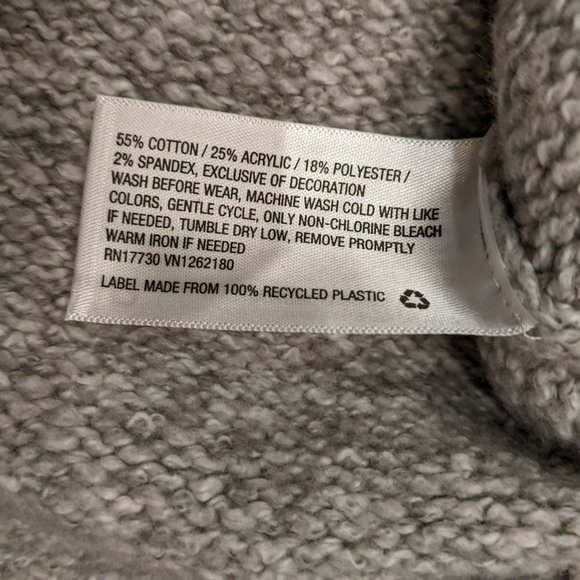 55% COTTON / 25% ACRYLIC / 18% POLYESTER /
2% SPANDEX, EXCLUSIVE OF DECORATION
WASH BEFORE WEAR, MACHINE WASH COLD WITH LIKE
COLORS, GENTLE CYCLE, ONLY NON-CHLORINE BLEACH
IF NEEDED, TUMBLE DRY LOW, REMOVE PROMPTLY
WARM IRON IF NEEDED
RN17730 VN1262180
LABEL MADE FROM 100% RECYCLED PLASTIC